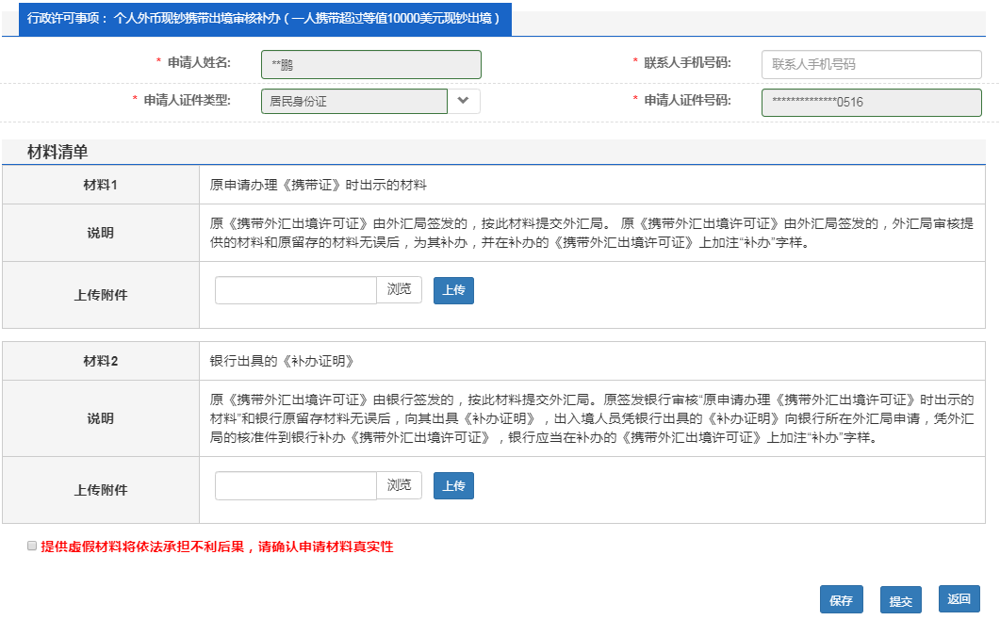 行政许可事项： 个人外币现钞携带出境审核补办（一人携带超过等值10000美元现钞出境）
* 申请人姓名: **鹏 * 联系人手机号码: 联系人手机号码
* 申请人证件类型: 居民身份证 * 申请人证件号码: **************0516
材料清单
材料1 原申请办理《携带证》时出示的材料
说明 原《携带外汇出境许可证》由外汇局签发的，按此材料提交外汇局。 原《携带外汇出境许可证》由外汇局签发的，外汇局审核提
供的材料和原留存的材料无误后，为其补办，并在补办的《携带外汇出境许可证》上加注“补办”字样。
上传附件 浏览 上传
材料2 银行出具的《补办证明》
说明 原《携带外汇出境许可证》由银行签发的，按此材料提交外汇局。原签发银行审核“原申请办理《携带外汇出境许可证》时出示的
材料”和银行原留存材料无误后，向其出具《补办证明》，出入境人员凭银行出具的《补办证明》向银行所在外汇局申请，凭外汇
局的核准件到银行补办《携带外汇出境许可证》，银行应当在补办的《携带外汇出境许可证》上加注“补办”字样。
上传附件 浏览 上传
提供虚假材料将依法承担不利后果，请确认申请材料真实性
保存 提交 返回